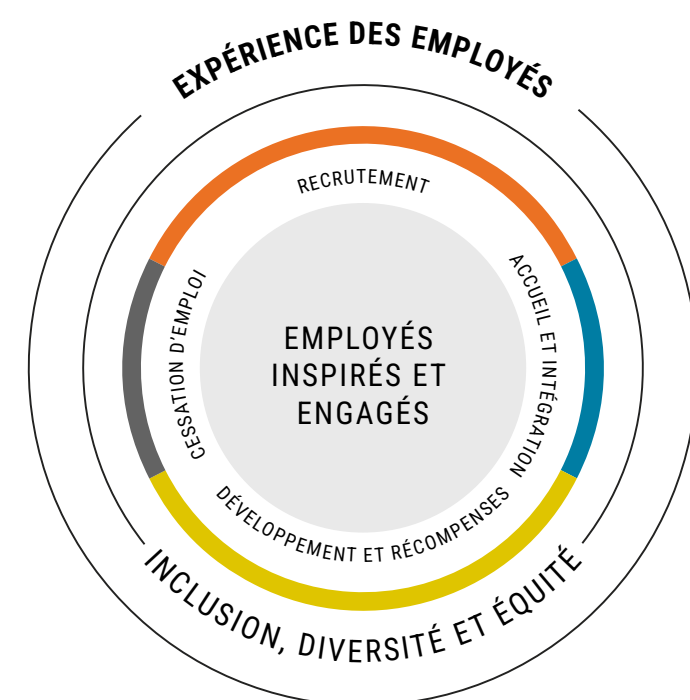 EXPÉRIENCE DES EMPLOYÉS
RECRUTEMENT
ACCUEIL ET INTÉGRATION
CESSATION D'EMPLOI
EMPLOYÉS
INSPIRÉS ET
ENGAGÉS
DÉVELOPPEMENT ET RÉCOMPENSES
INCLUSION, DIVERSITÉ ET ÉQUITÉ